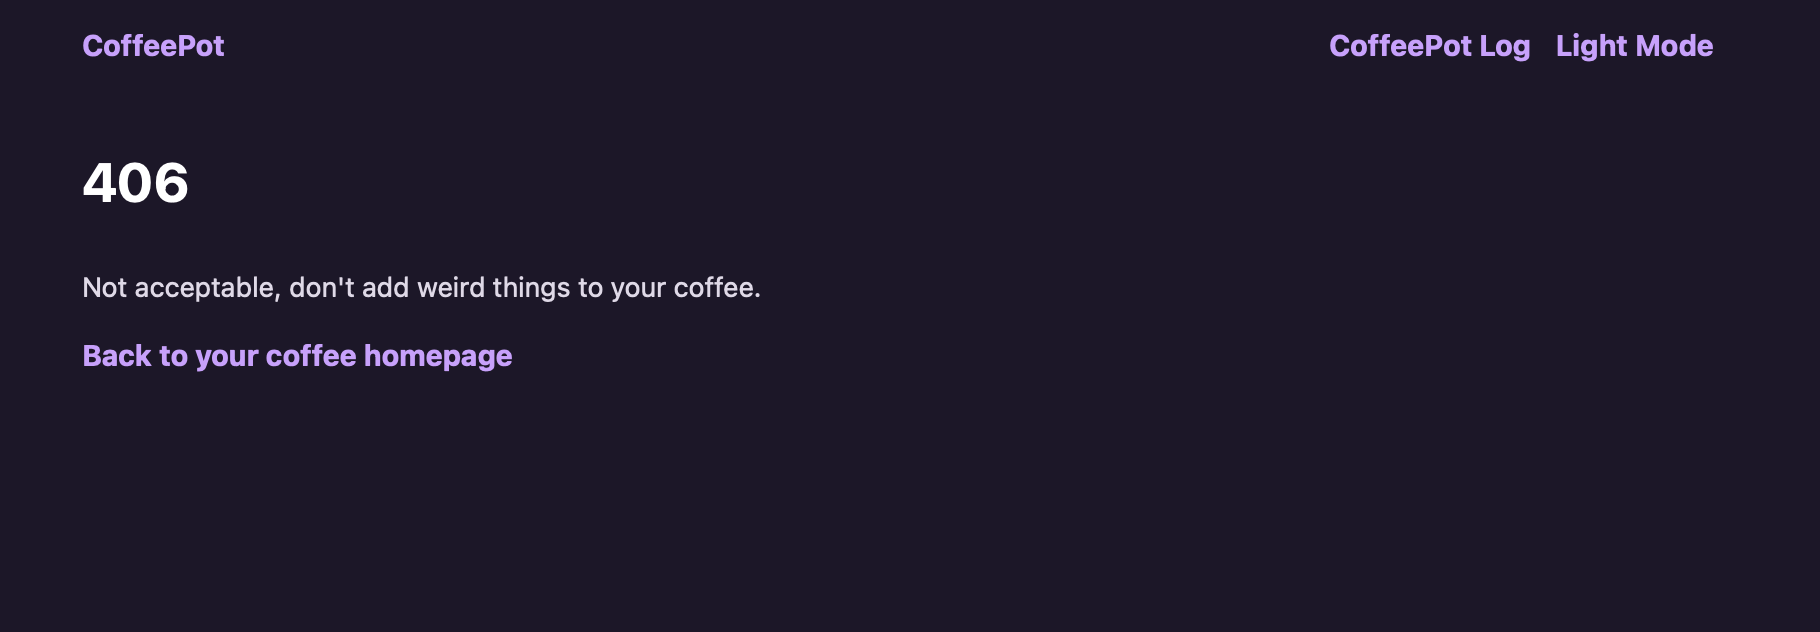 CoffeePot
CoffeePot Log
Light Mode
406
Not acceptable, don't add weird things to your coffee.
Back to your coffee homepage